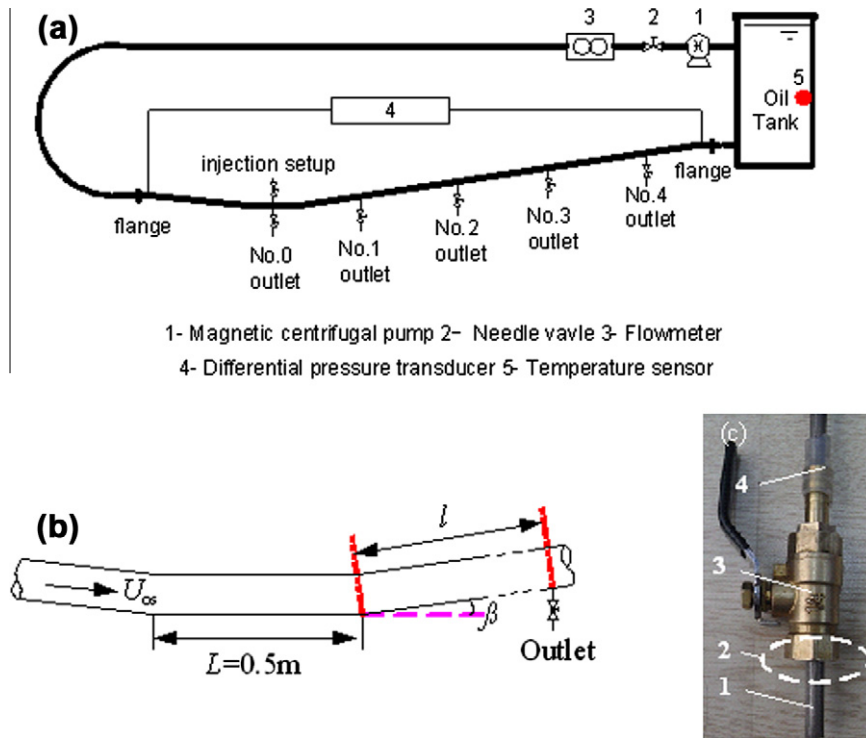 (a)
3 2 1
5
Oil
Tank
4
injection setup
flange
flange
No.0
outlet
No.1
outlet
No.2
outlet
No.3
outlet
No.4
outlet
1- Magnetic centrifugal pump 2- Needle vavle 3- Flowmeter
4- Differential pressure transducer 5- Temperature sensor
(b)
l
Uos
β
L=0.5m
Outlet
(c)
4
3
2
1